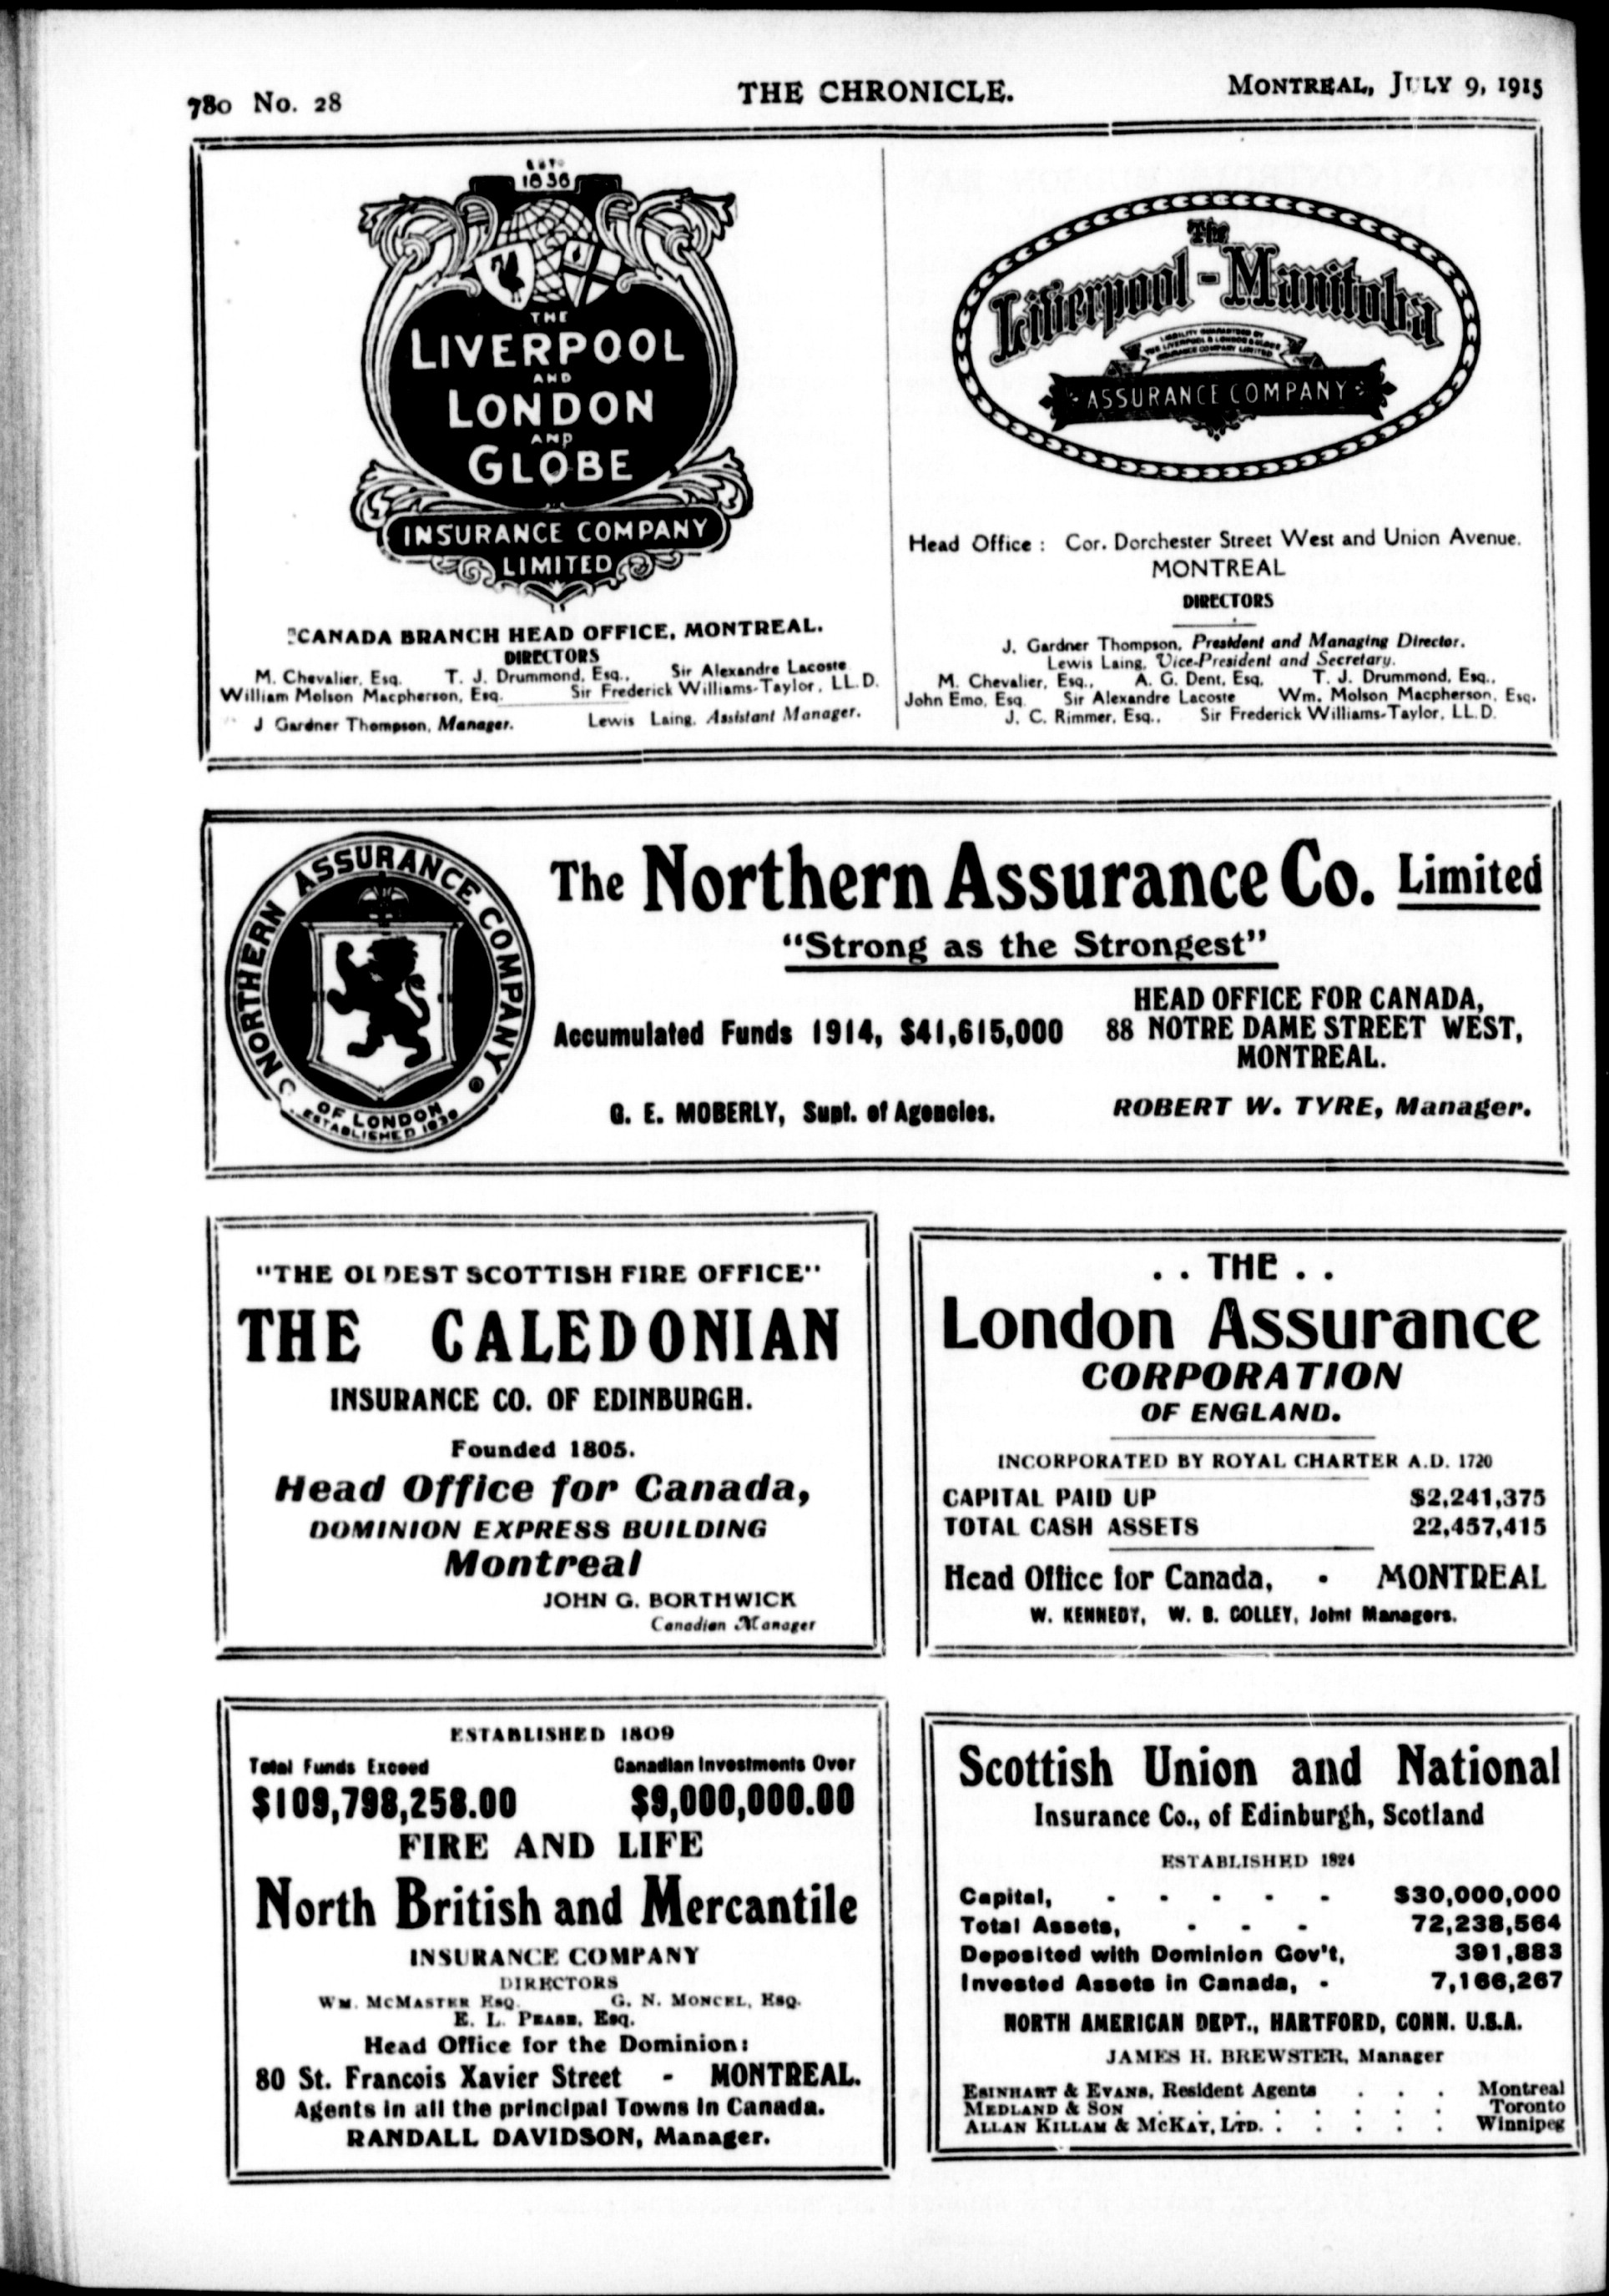 780 No. 28
THE CHRONICLE.
MONTREAL, JULY 9, 1915
ESTD
1836
THE
LIVERPOOL
AND
LONDON
AND
GLOBE
INSURANCE COMPANY
LIMITED
CANADA BRANCH HEAD OFFICE, MONTREAL.
DIRECTORS
M. Chevalier, Esq. T. J. Drummond, Esq., Sir Alexandre Lacoste
William Molson Macpherson, Esq. Sir Frederick Williams-Taylor, LL.D.
J Gardner Thompson, Manager. Lewis Laing, Assistant Manager.
The
Liverpool-Manitoba
LIABILITY GUARANTEED BY
THE LIVERPOOL & LONDON & GLOBE
INSURANCE COMPANY LIMITED
ASSURANCE COMPANY
Head Office : Cor. Dorchester Street West and Union Avenue.
MONTREAL
DIRECTORS
J. Gardner Thompson, President and Managing Director.
Lewis Laing, Vice-President and Secretary.
M. Chevalier, Esq., A. G. Dent, Esq. T. J. Drummond, Esq.,
John Emo, Esq Sir Alexandre Lacoste Wm. Molson Macpherson, Esq.
J. C. Rimmer, Esq., Sir Frederick Williams-Taylor, LL.D.
NORTHERN ASSURANCE COMPANY
OF LONDON
ESTABLISHED 1836
The Northern Assurance Co. Limited
"Strong as the Strongest"
Accumulated Funds 1914, $41,615,000
HEAD OFFICE FOR CANADA,
88 NOTRE DAME STREET WEST,
MONTREAL.
G. E. MOBERLY, Supt. of Agencies.
ROBERT W. TYRE, Manager.
"THE OLDEST SCOTTISH FIRE OFFICE"
THE CALEDONIAN
INSURANCE CO. OF EDINBURGH.
Founded 1805.
Head Office for Canada,
DOMINION EXPRESS BUILDING
Montreal
JOHN G. BORTHWICK
Canadian Manager
. . THE . .
London Assurance
CORPORATION
OF ENGLAND.
INCORPORATED BY ROYAL CHARTER A.D. 1720
CAPITAL PAID UP $2,241,375
TOTAL CASH ASSETS 22,457,415
Head Office for Canada, - MONTREAL
W. KENNEDY, W. B. COLLEY, Joint Managers.
ESTABLISHED 1809
Total Funds Exceed Canadian Investments Over
$109,798,258.00 $9,000,000.00
FIRE AND LIFE
North British and Mercantile
INSURANCE COMPANY
DIRECTORS
WM. MCMASTER ESQ. G. N. MONCEL, ESQ.
E. L. PEASE, ESQ.
Head Office for the Dominion:
80 St. Francois Xavier Street - MONTREAL.
Agents in all the principal Towns in Canada.
RANDALL DAVIDSON, Manager.
Scottish Union and National
Insurance Co., of Edinburgh, Scotland
ESTABLISHED 1824
Capital, - - - - - $30,000,000
Total Assets, - - - 72,238,564
Deposited with Dominion Gov't, 391,883
Invested Assets in Canada, - 7,166,267
NORTH AMERICAN DEPT., HARTFORD, CONN. U.S.A.
JAMES H. BREWSTER, Manager
ESINHART & EVANS, Resident Agents . . . Montreal
MEDLAND & SON . . . . . . . . Toronto
ALLAN KILLAM & MCKAY, LTD. . . . . . Winnipeg